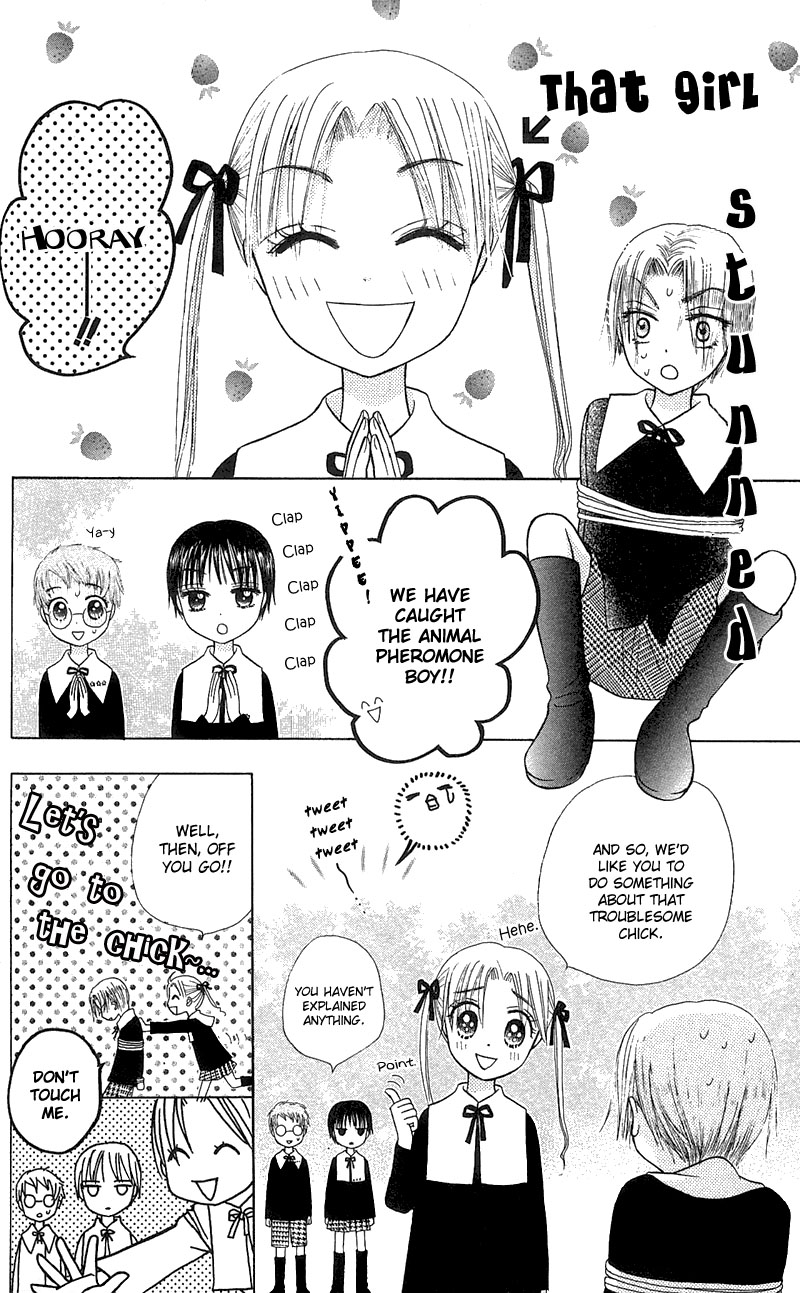 That girl
HOORAY
!!
stunned
WE HAVE
CAUGHT
THE ANIMAL
PHEROMONE
BOY!!
YIPPEE!
Clap
Clap
Clap
Clap
Clap
Ya-y
AND SO, WE'D
LIKE YOU TO
DO SOMETHING
ABOUT THAT
TROUBLESOME
CHICK.
tweet
tweet
tweet
Hehe.
YOU HAVEN'T
EXPLAINED
ANYTHING.
Point.
WELL,
THEN, OFF
YOU GO!!
Let's
go to
the chick~...
DON'T
TOUCH
ME.